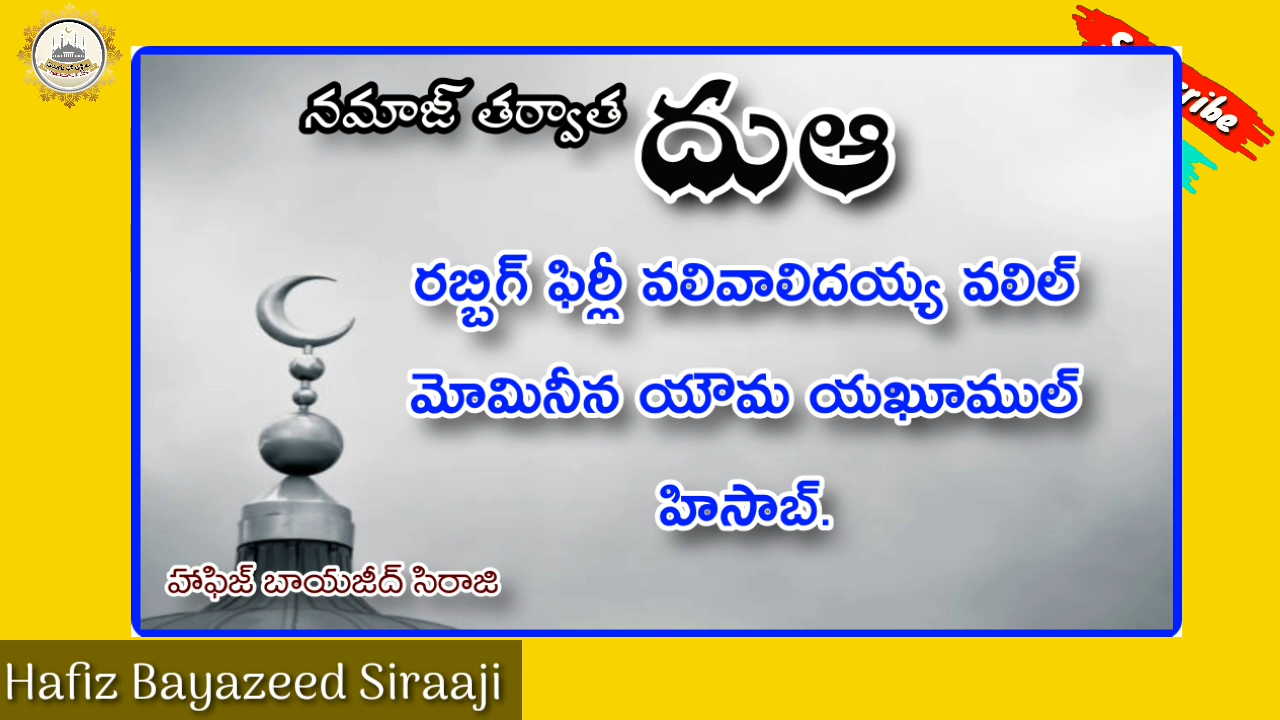 నమాజ్ తర్వాత దుఆ
రబ్బిగ్ ఫిర్లీ వలివాలిదయ్య వలిల్
మోమినీన యౌమ యఖూముల్
హిసాబ్.
హాఫిజ్ బాయజీద్ సిరాజి
Hafiz Bayazeed Siraaji